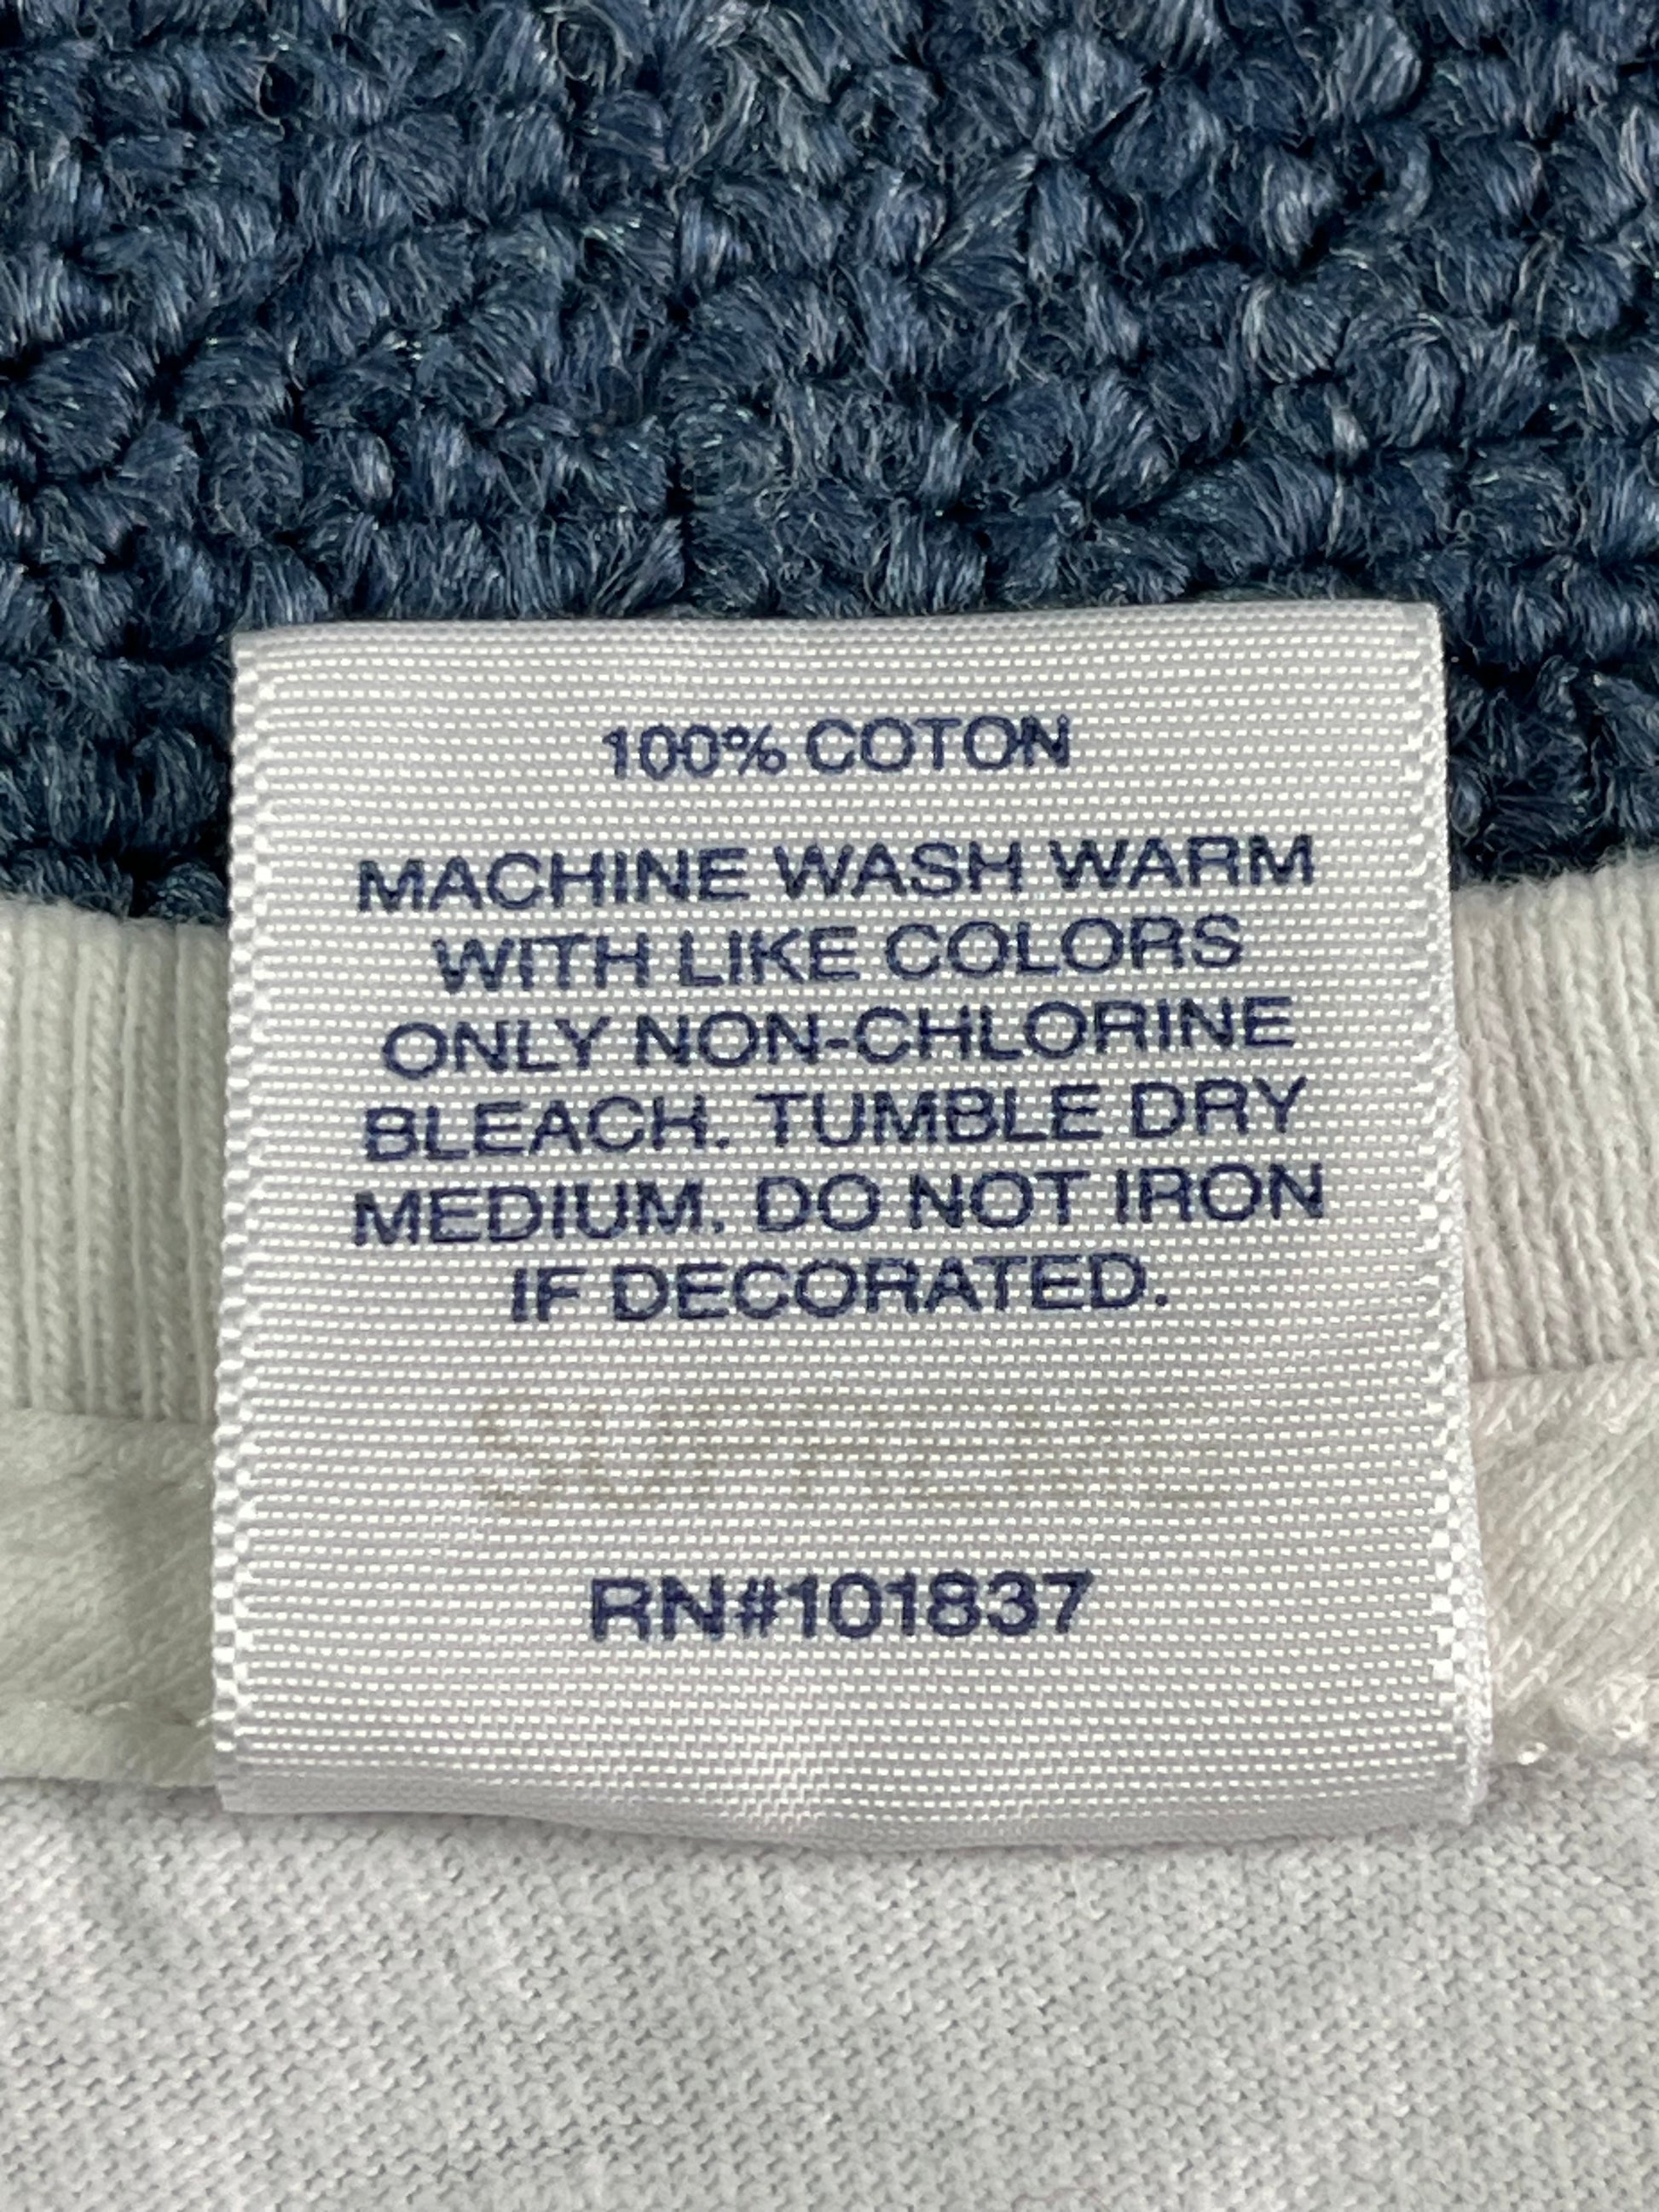 100% COTON
MACHINE WASH WARM
WITH LIKE COLORS
ONLY NON-CHLORINE
BLEACH. TUMBLE DRY
MEDIUM. DO NOT IRON
IF DECORATED.
RN#101837